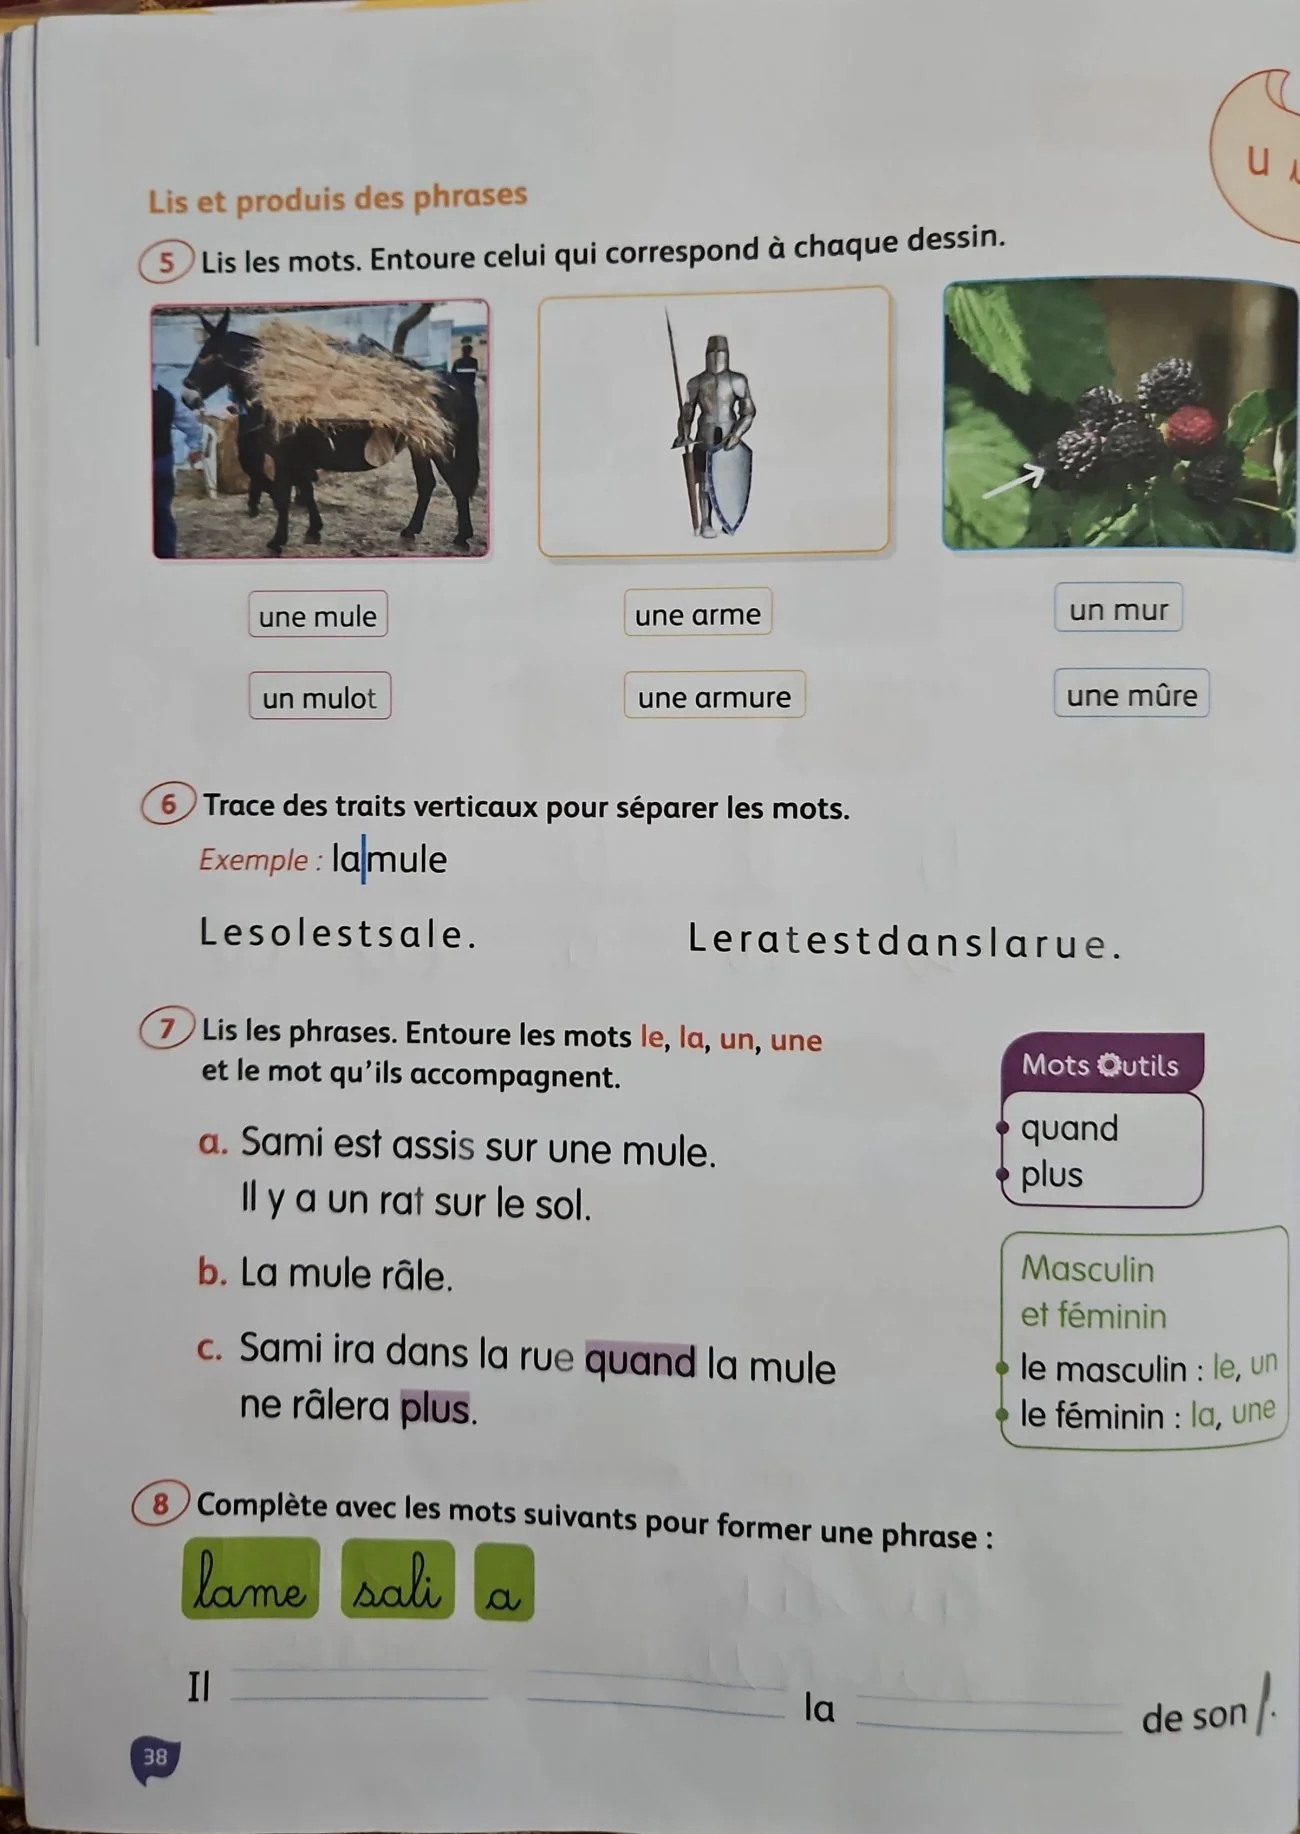 u
Lis et produis des phrases
5 Lis les mots. Entoure celui qui correspond à chaque dessin.
une mule
une arme
un mur
un mulot
une armure
une mûre
6 Trace des traits verticaux pour séparer les mots.
Exemple : la|mule
Lesolestsale.
Leratestdanslarue.
7 Lis les phrases. Entoure les mots le, la, un, une
et le mot qu'ils accompagnent.
a. Sami est assis sur une mule.
Il y a un rat sur le sol.
b. La mule râle.
c. Sami ira dans la rue quand la mule
ne râlera plus.
Mots Outils
quand
plus
Masculin
et féminin
le masculin : le, un
le féminin : la, une
8 Complète avec les mots suivants pour former une phrase :
lame sali a
Il la de son .
38